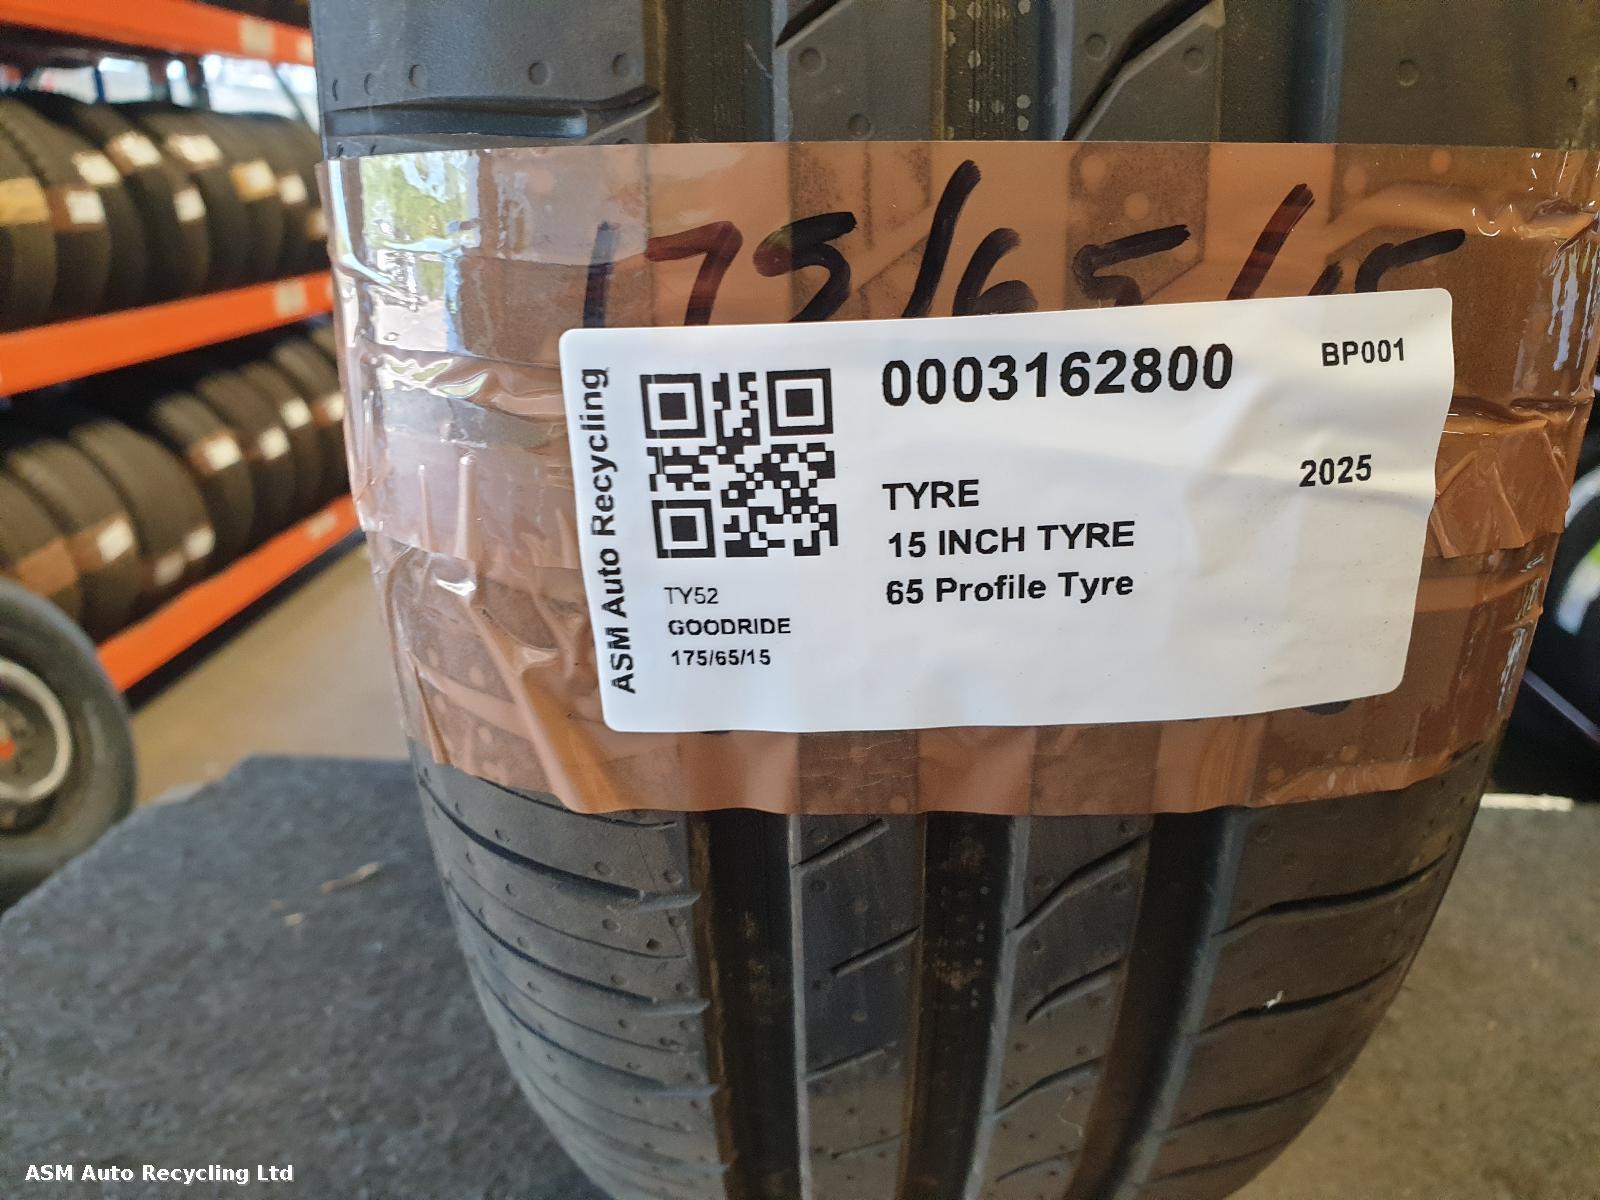 175/65/15
0003162800
BP001
2025
TYRE
15 INCH TYRE
65 Profile Tyre
ASM Auto Recycling
TY52
GOODRIDE
175/65/15
ASM Auto Recycling Ltd